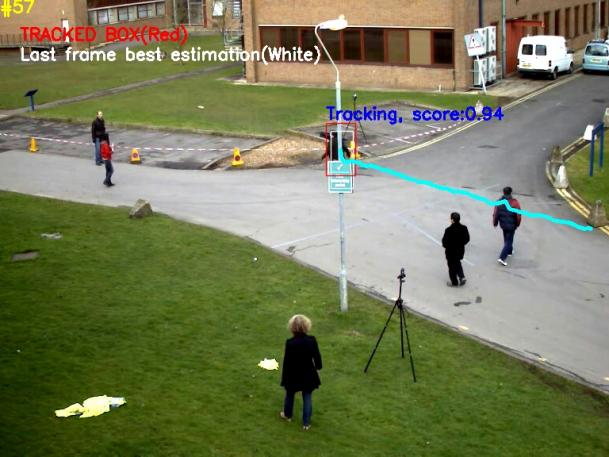 #57
TRACKED BOX(Red)
Last frame best estimation(White)
Tracking, score:0.94